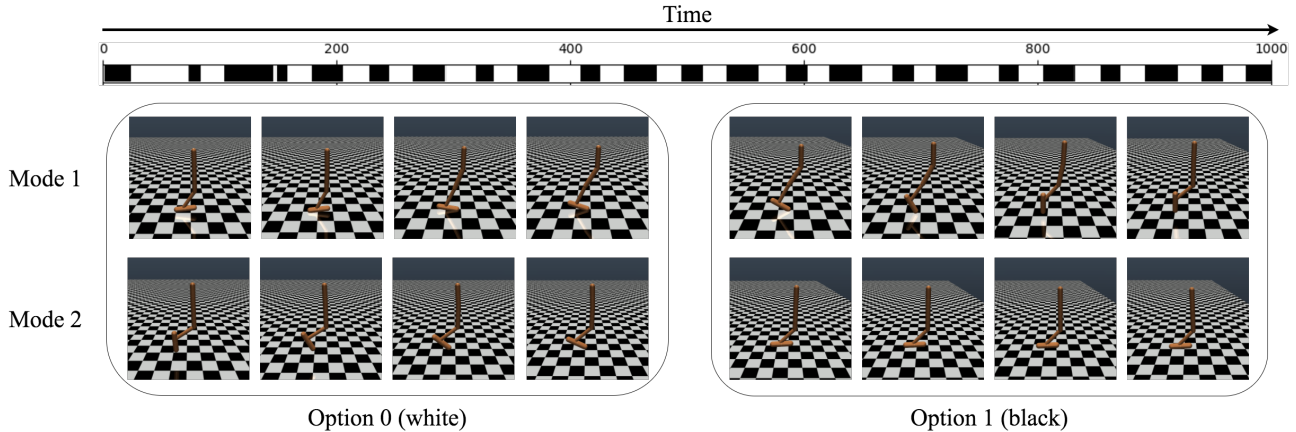 Time
0 200 400 600 800 1000
Mode 1
Mode 2
Option 0 (white) Option 1 (black)